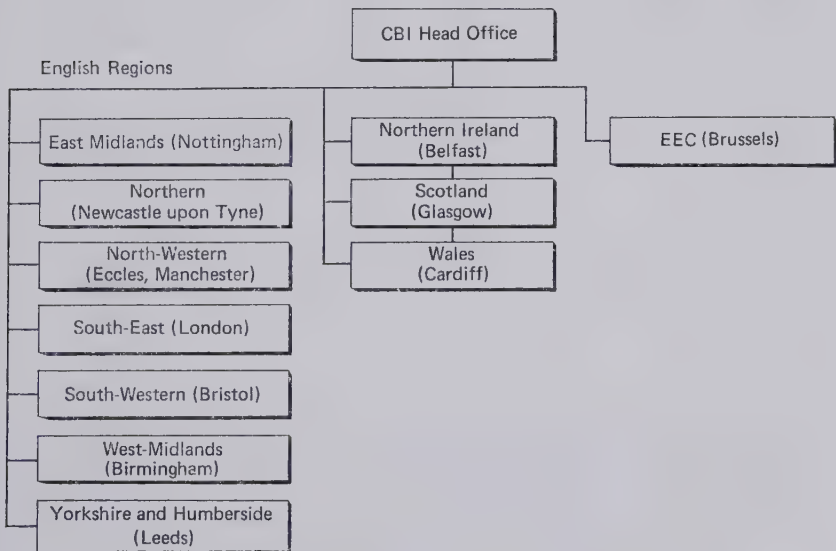 CBI Head Office
English Regions
East Midlands (Nottingham)
Northern
(Newcastle upon Tyne)
North-Western
(Eccles, Manchester)
South-East (London)
South-Western (Bristol)
West-Midlands
(Birmingham)
Yorkshire and Humberside
(Leeds)
Northern Ireland
(Belfast)
Scotland
(Glasgow)
Wales
(Cardiff)
EEC (Brussels)